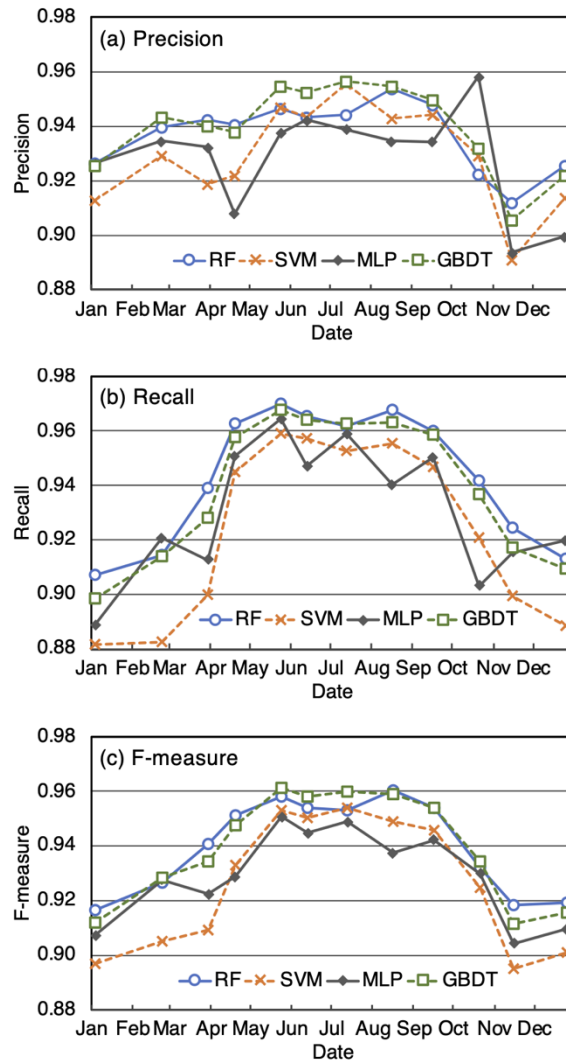 0.98
(a) Precision
0.96
0.94
0.92
0.90
0.88
Precision
RF SVM MLP GBDT
Jan Feb Mar Apr May Jun Jul Aug Sep Oct Nov Dec
Date
0.98
(b) Recall
0.96
0.94
0.92
0.90
0.88
Recall
RF SVM MLP GBDT
Jan Feb Mar Apr May Jun Jul Aug Sep Oct Nov Dec
Date
0.98
(c) F-measure
0.96
0.94
0.92
0.90
0.88
F-measure
RF SVM MLP GBDT
Jan Feb Mar Apr May Jun Jul Aug Sep Oct Nov Dec
Date